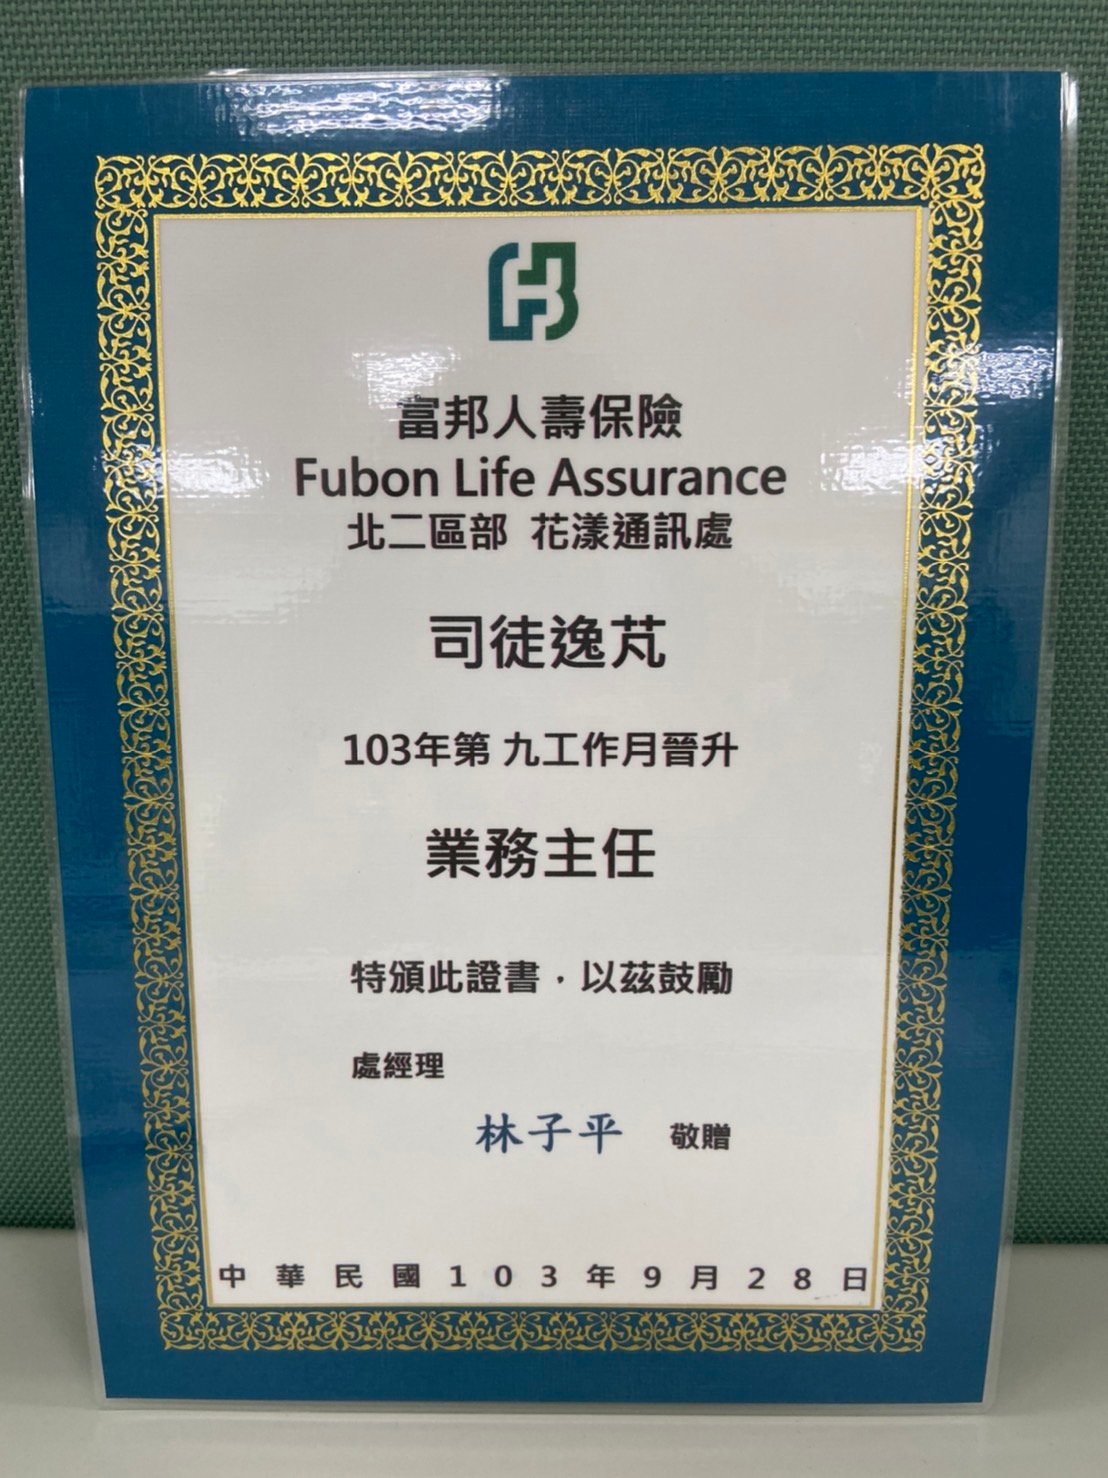 富邦人壽保險
Fubon Life Assurance
北二區部 花漾通訊處
司徒逸芃
103年第 九工作月晉升
業務主任
特頒此證書，以茲鼓勵
處經理
林子平 敬贈
中華民國103年9月28日